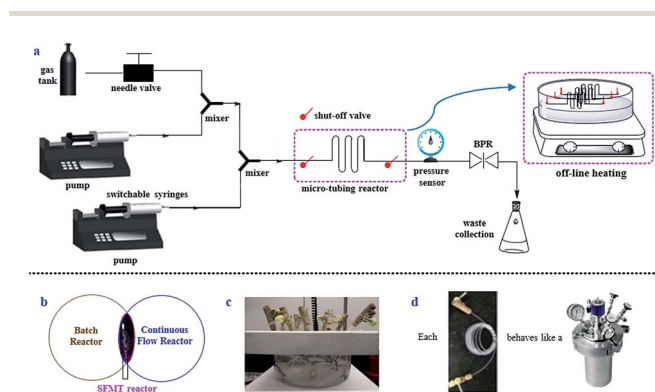 a
gas
tank
needle valve
mixer
shut-off valve
pump
switchable syringes
mixer
micro-tubing reactor
pressure
sensor
BPR
off-line heating
waste
collection
pump
b
Batch
Reactor
Continuous
Flow Reactor
SFMT reactor
c
d
Each
behaves like a